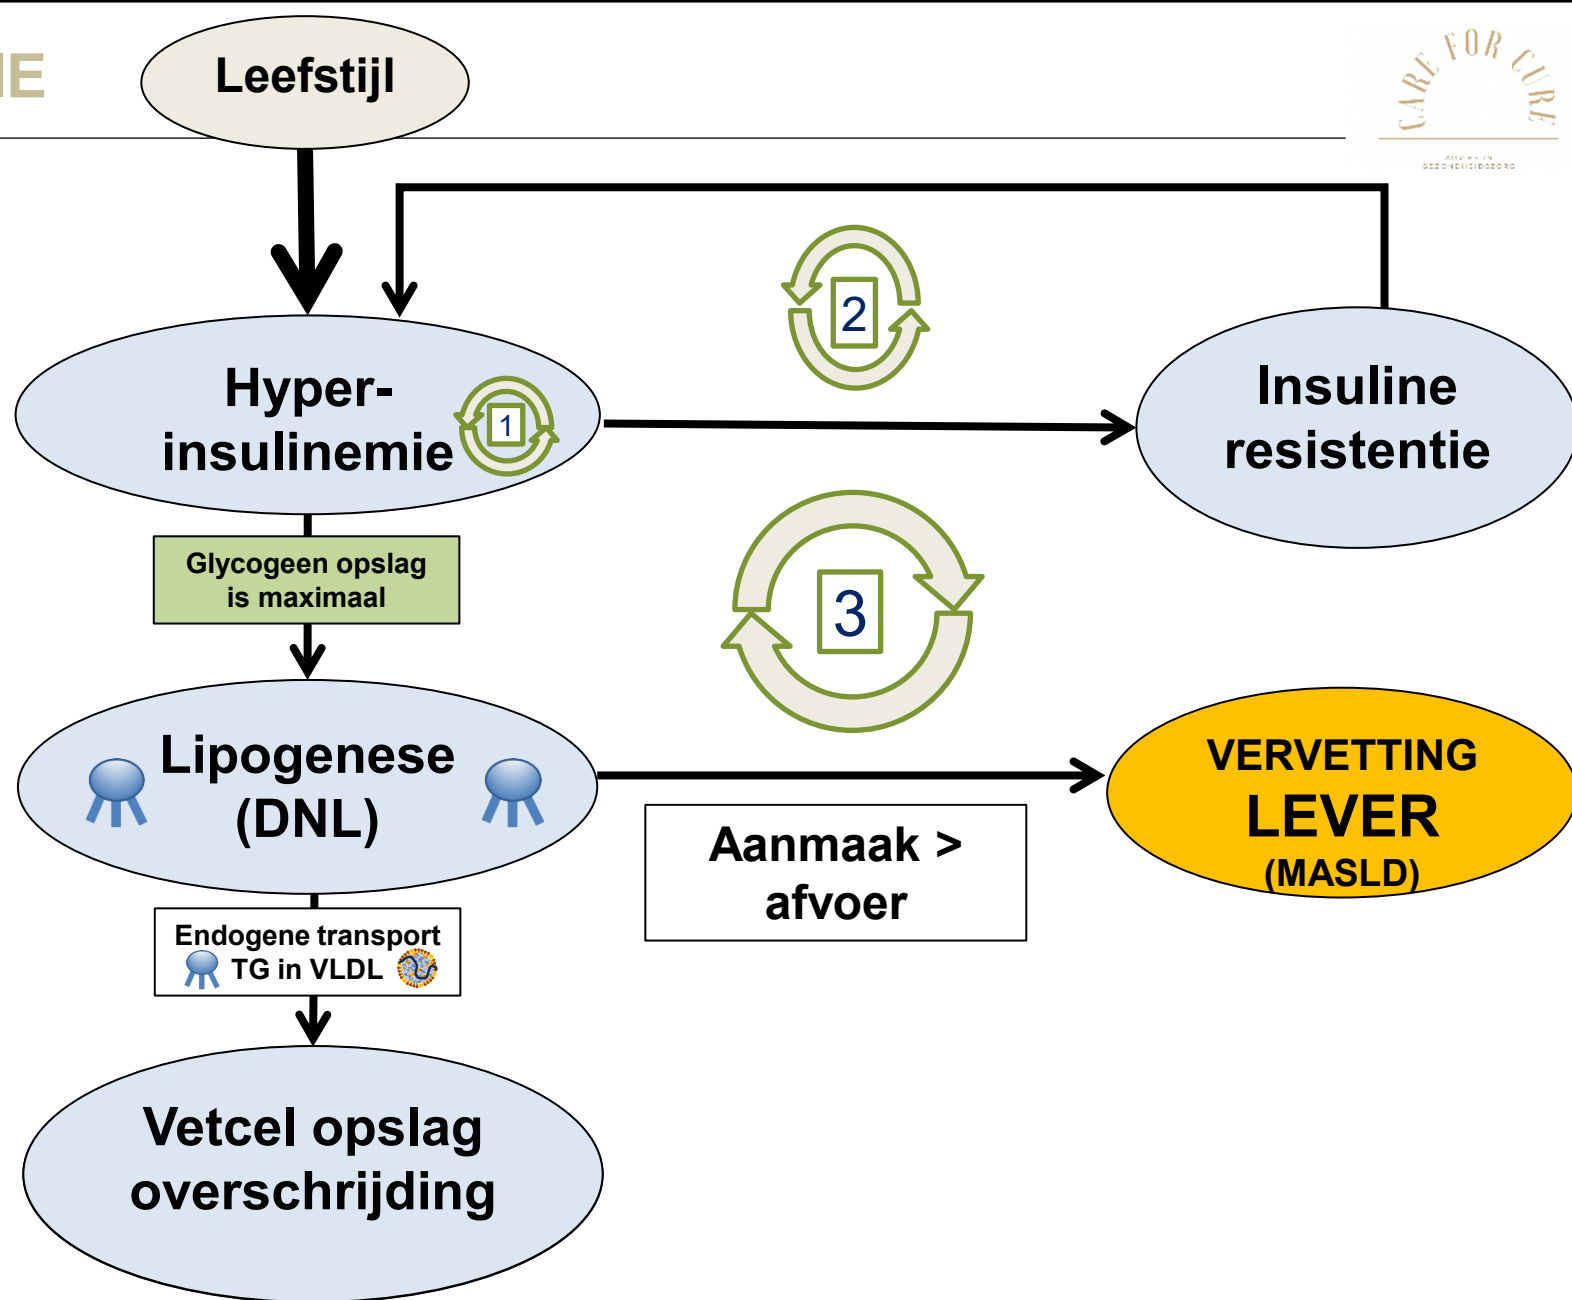 IE
Leefstijl
CARE FOR CURE
GEZONDHEIDSZORG
2
Hyper-
insulinemie
1
Insuline
resistentie
Glycogeen opslag
is maximaal
3
Lipogenese
(DNL)
VERVETTING
LEVER
(MASLD)
Aanmaak >
afvoer
Endogene transport
TG in VLDL
Vetcel opslag
overschrijding